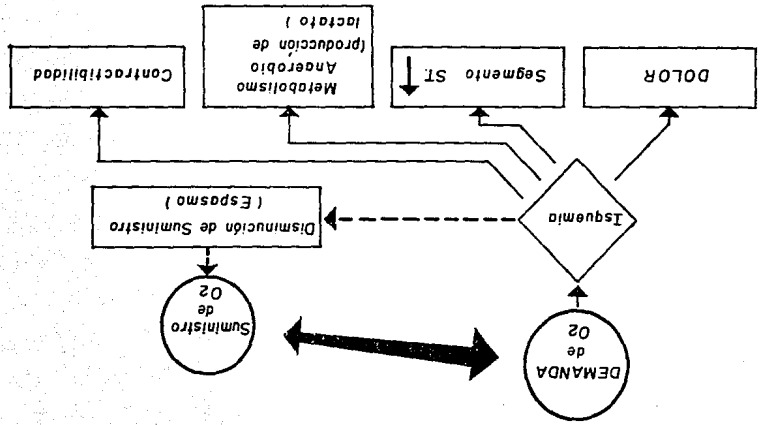 DEMANDA
de
O2
Suministro
de
O2
Disminución de Suministro
( Espasmo )
Isquemia
DOLOR
Segmento ST.
Metabolismo
Anaerobio
(producción de
lactato )
Contractibilidad